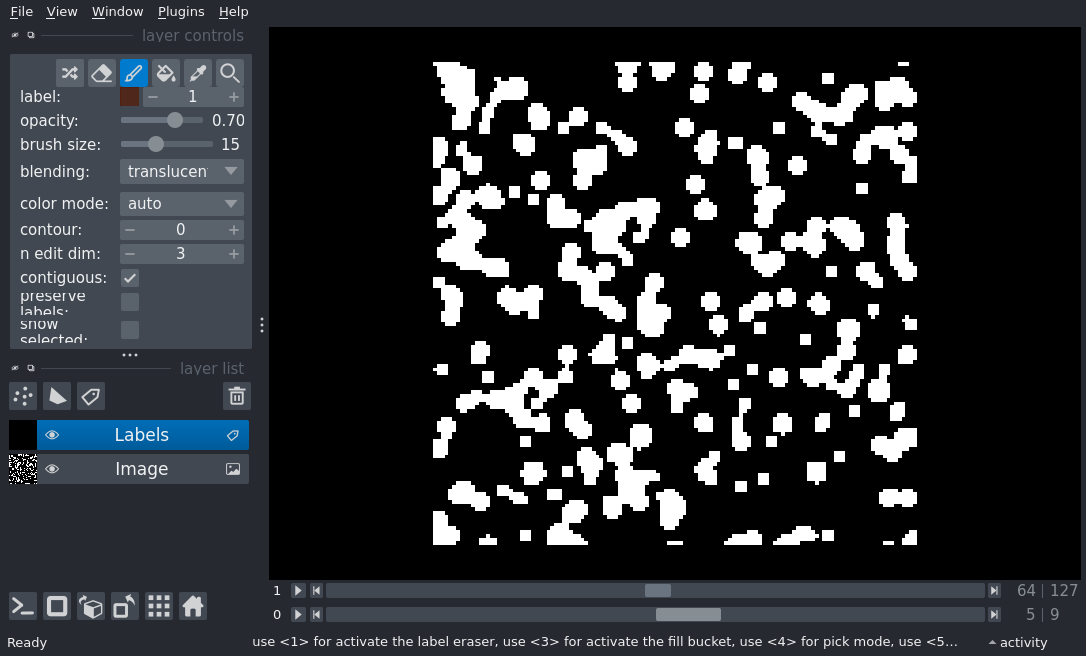 File View Window Plugins Help
layer controls
label: 1
opacity: 0.70
brush size: 15
blending: translucen
color mode: auto
contour: 0
n edit dim: 3
contiguous:
preserve
labels:
show
selected:
layer list
Labels
Image
1 64 | 127
0 5 | 9
Ready use <1> for activate the label eraser, use <3> for activate the fill bucket, use <4> for pick mode, use <5... activity